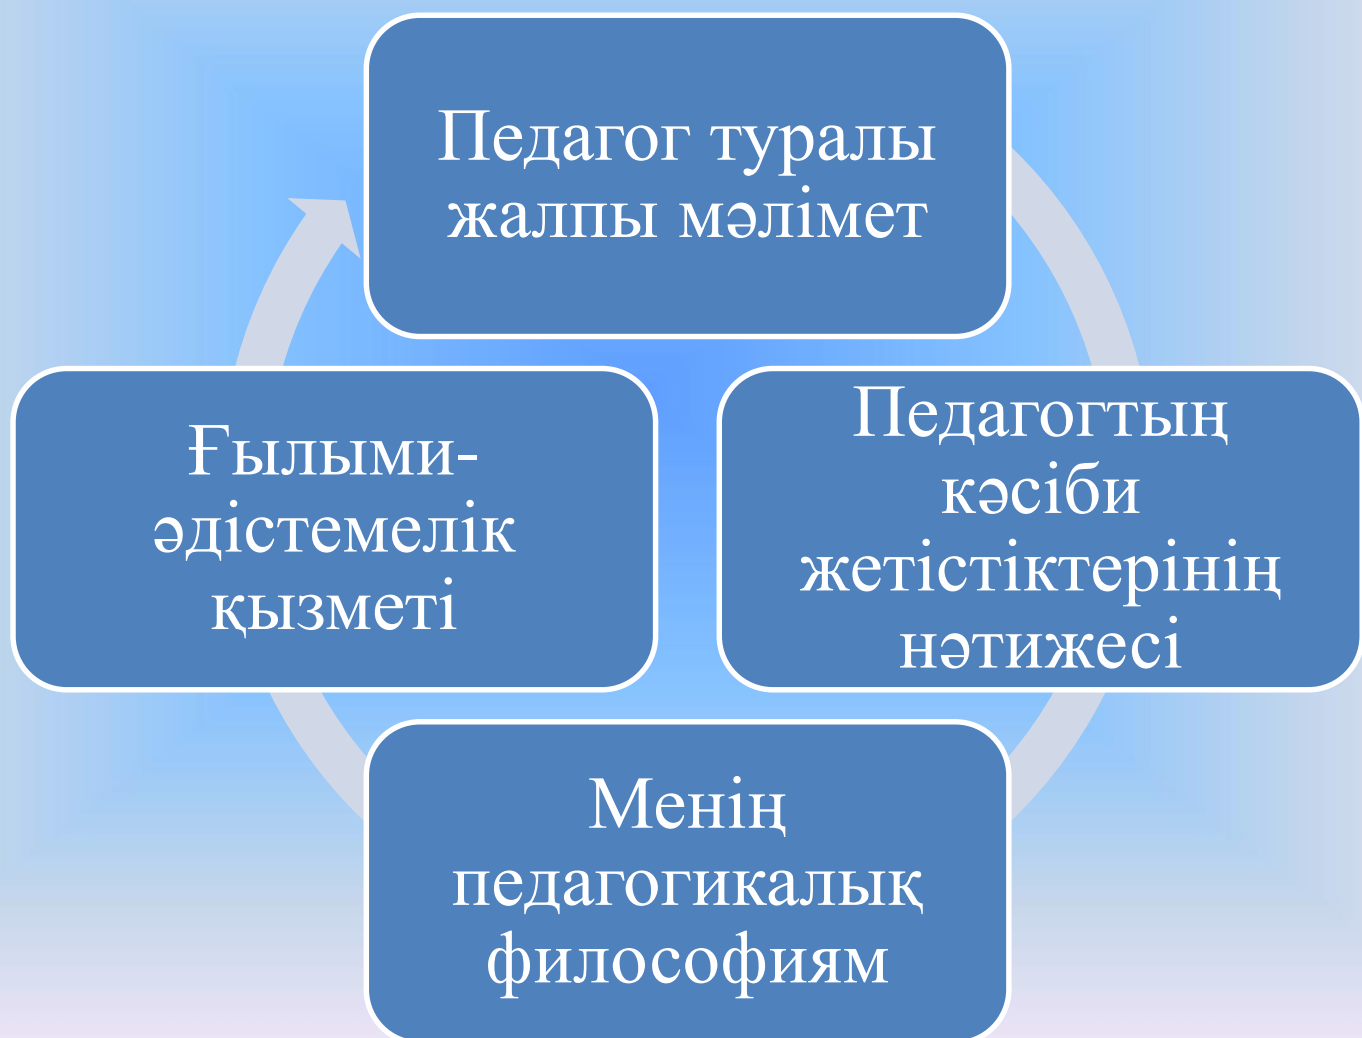 Педагог туралы
жалпы мәлімет
Педагогтың
кәсіби
жетістіктерінің
нәтижесі
Менің
педагогикалық
философиям
Ғылыми-
әдістемелік
қызметі